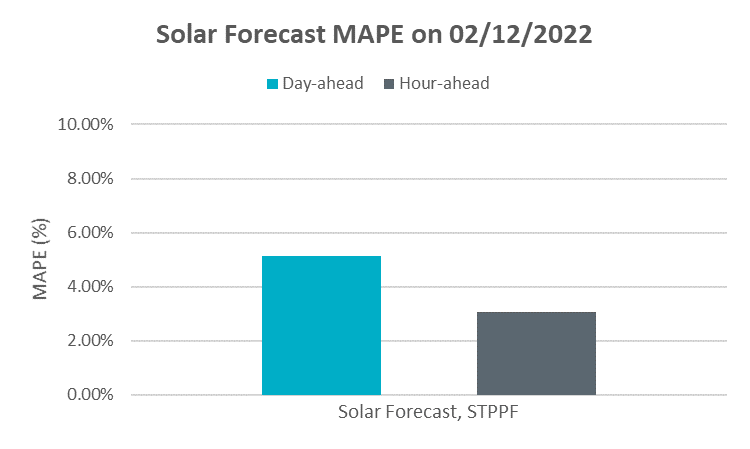 Solar Forecast MAPE on 02/12/2022
Day-ahead Hour-ahead
10.00%
8.00%
6.00%
4.00%
2.00%
0.00%
MAPE (%)
Solar Forecast, STPPF